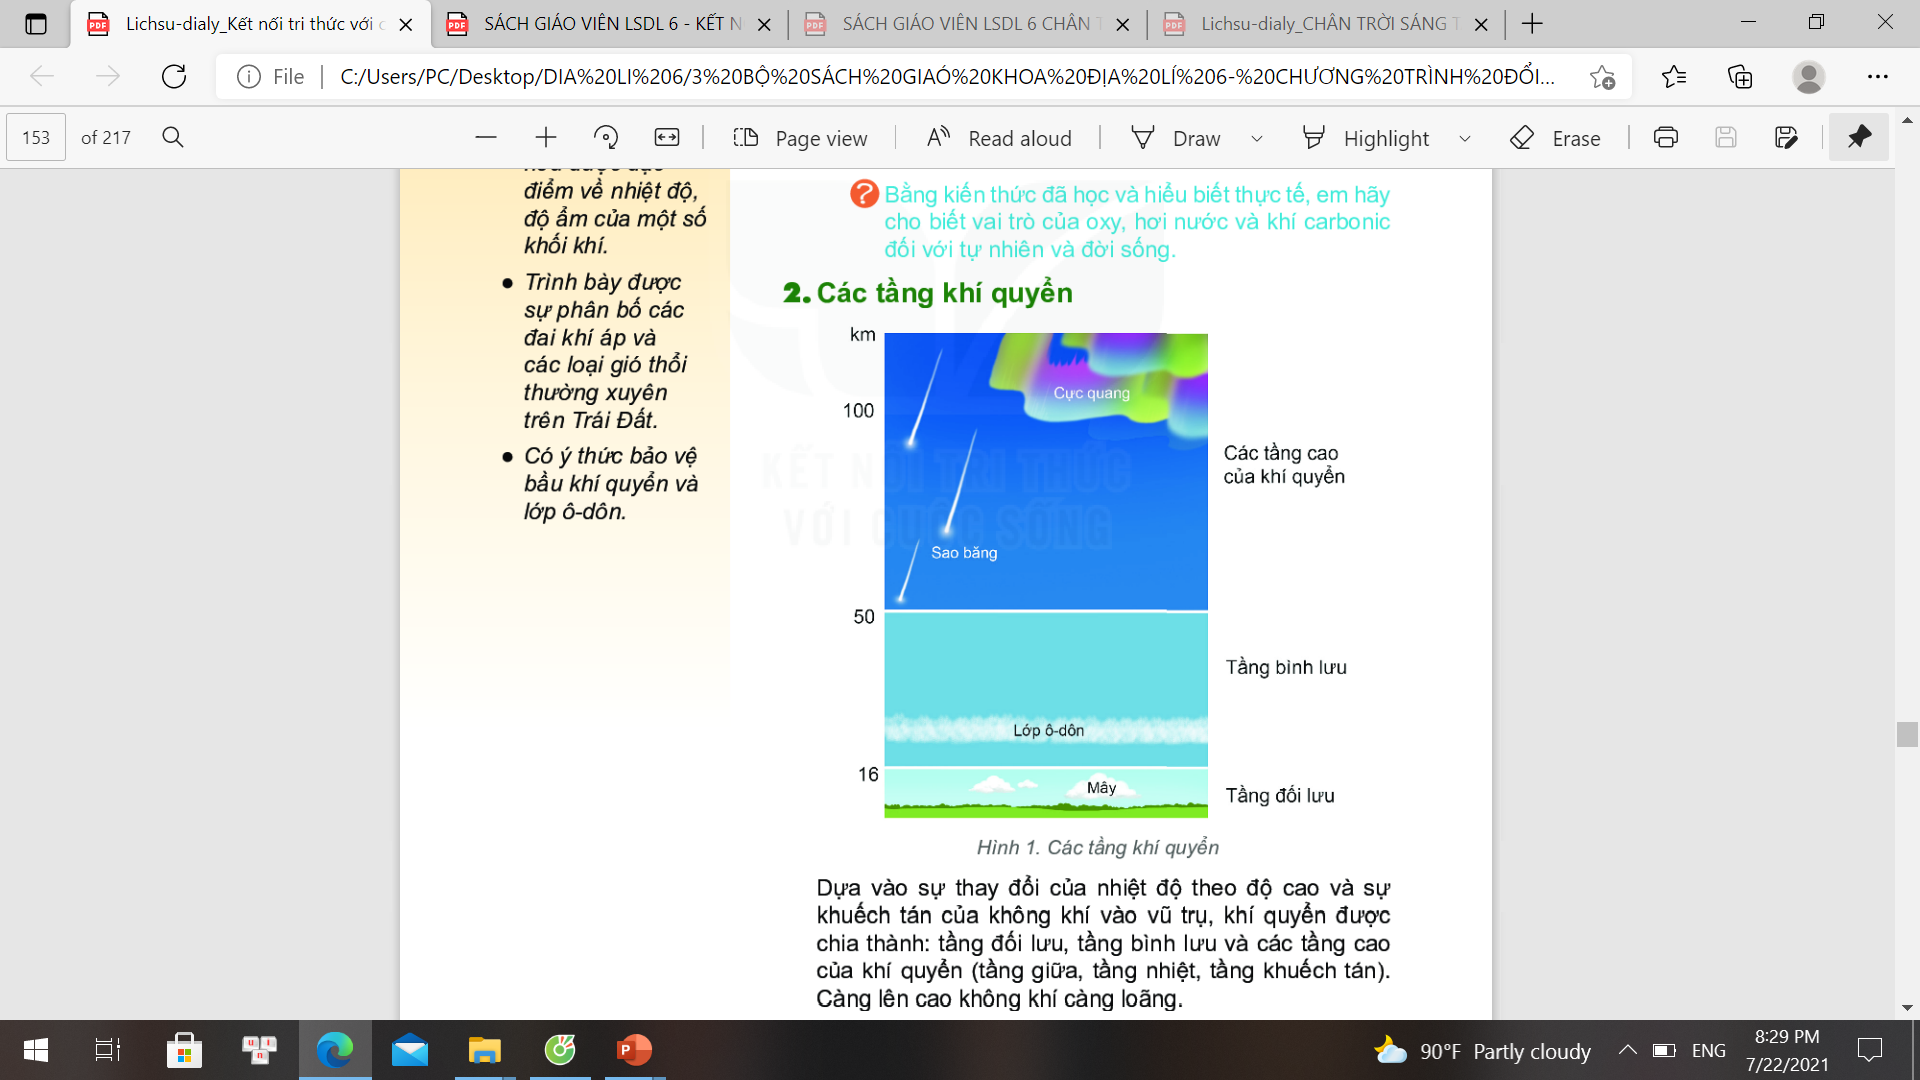 Lichsu-dialy_Kết nối tri thức với c
SÁCH GIÁO VIÊN LSDL 6 - KẾT N
SÁCH GIÁO VIÊN LSDL 6 CHÂN T
Lichsu-dialy_CHÂN TRỜI SÁNG T
File
C:/Users/PC/Desktop/DIA%20LI%206/3%20BỘ%20SÁCH%20GIAÓ%20KHOA%20ĐỊA%20LÍ%206-%20CHƯƠNG%20TRÌNH%20ĐỔI...
153 of 217
Page view
Read aloud
Draw
Highlight
Erase
điểm về nhiệt độ,
độ ẩm của một số
khối khí.
• Trình bày được
sự phân bố các
đai khí áp và
các loại gió thổi
thường xuyên
trên Trái Đất.
• Có ý thức bảo vệ
bầu khí quyển và
lớp ô-dôn.
? Bằng kiến thức đã học và hiểu biết thực tế, em hãy
cho biết vai trò của oxy, hơi nước và khí carbonic
đối với tự nhiên và đời sống.
2. Các tầng khí quyển
km
Cực quang
100
Các tầng cao
của khí quyển
KẾT NỐI TRI THỨC
VỚI CUỘC SỐNG
Sao băng
50
Tầng bình lưu
Lớp ô-dôn
16
Mây
Tầng đối lưu
Hình 1. Các tầng khí quyển
Dựa vào sự thay đổi của nhiệt độ theo độ cao và sự
khuếch tán của không khí vào vũ trụ, khí quyển được
chia thành: tầng đối lưu, tầng bình lưu và các tầng cao
của khí quyển (tầng giữa, tầng nhiệt, tầng khuếch tán).
Càng lên cao không khí càng loãng.
90°F Partly cloudy
ENG
8:29 PM
7/22/2021